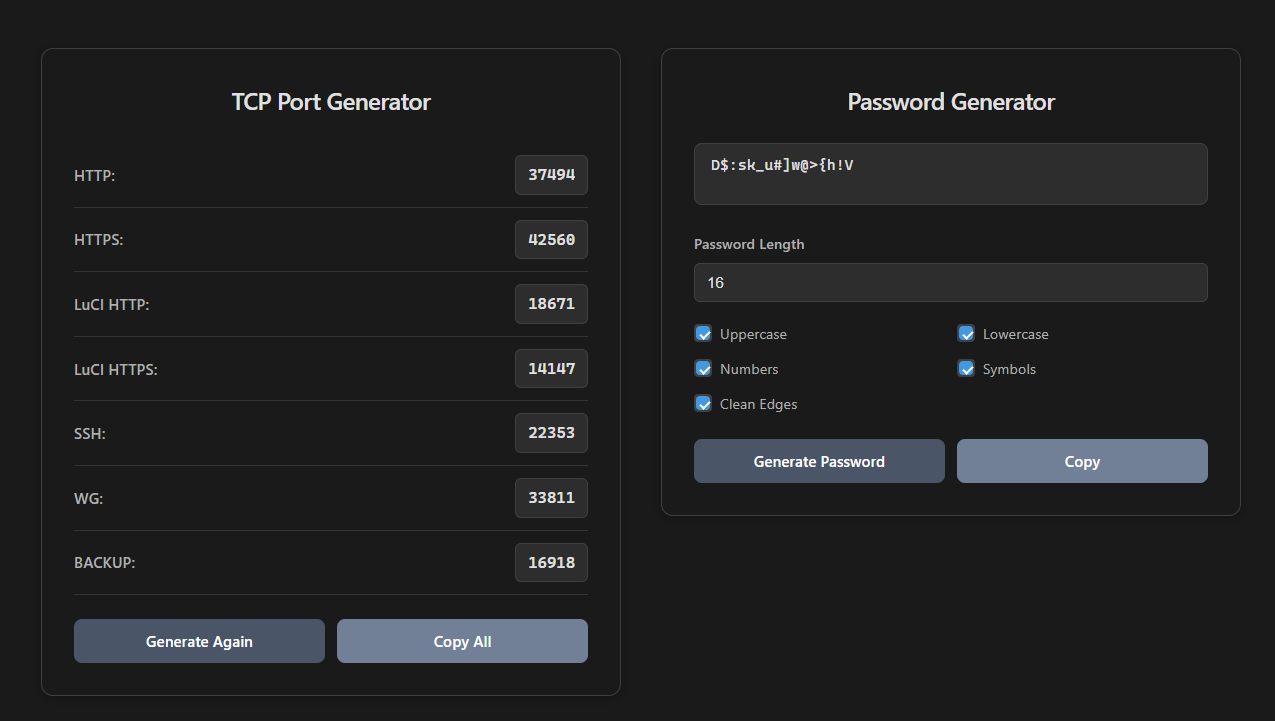 TCP Port Generator
HTTP: 37494
HTTPS: 42560
LuCI HTTP: 18671
LuCI HTTPS: 14147
SSH: 22353
WG: 33811
BACKUP: 16918
Generate Again Copy All
Password Generator
D$:sk_u#]w@>{h!V
Password Length
16
Uppercase Lowercase
Numbers Symbols
Clean Edges
Generate Password Copy